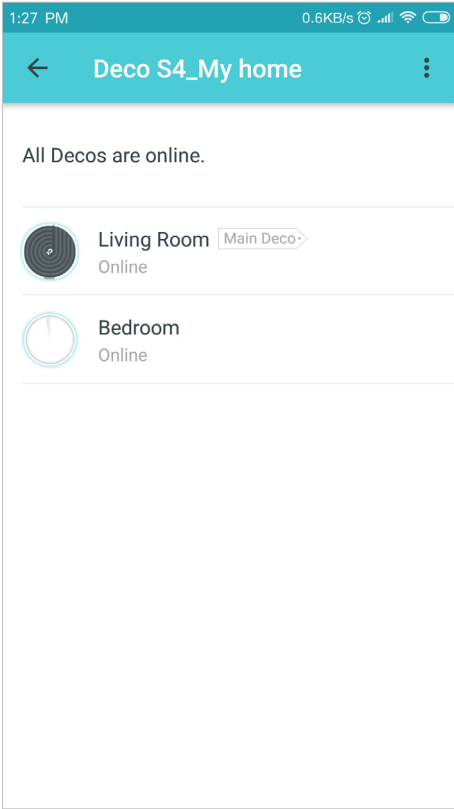 1:27 PM 0.6KB/s
Deco S4_My home
All Decos are online.
Living Room Main Deco
Online
Bedroom
Online